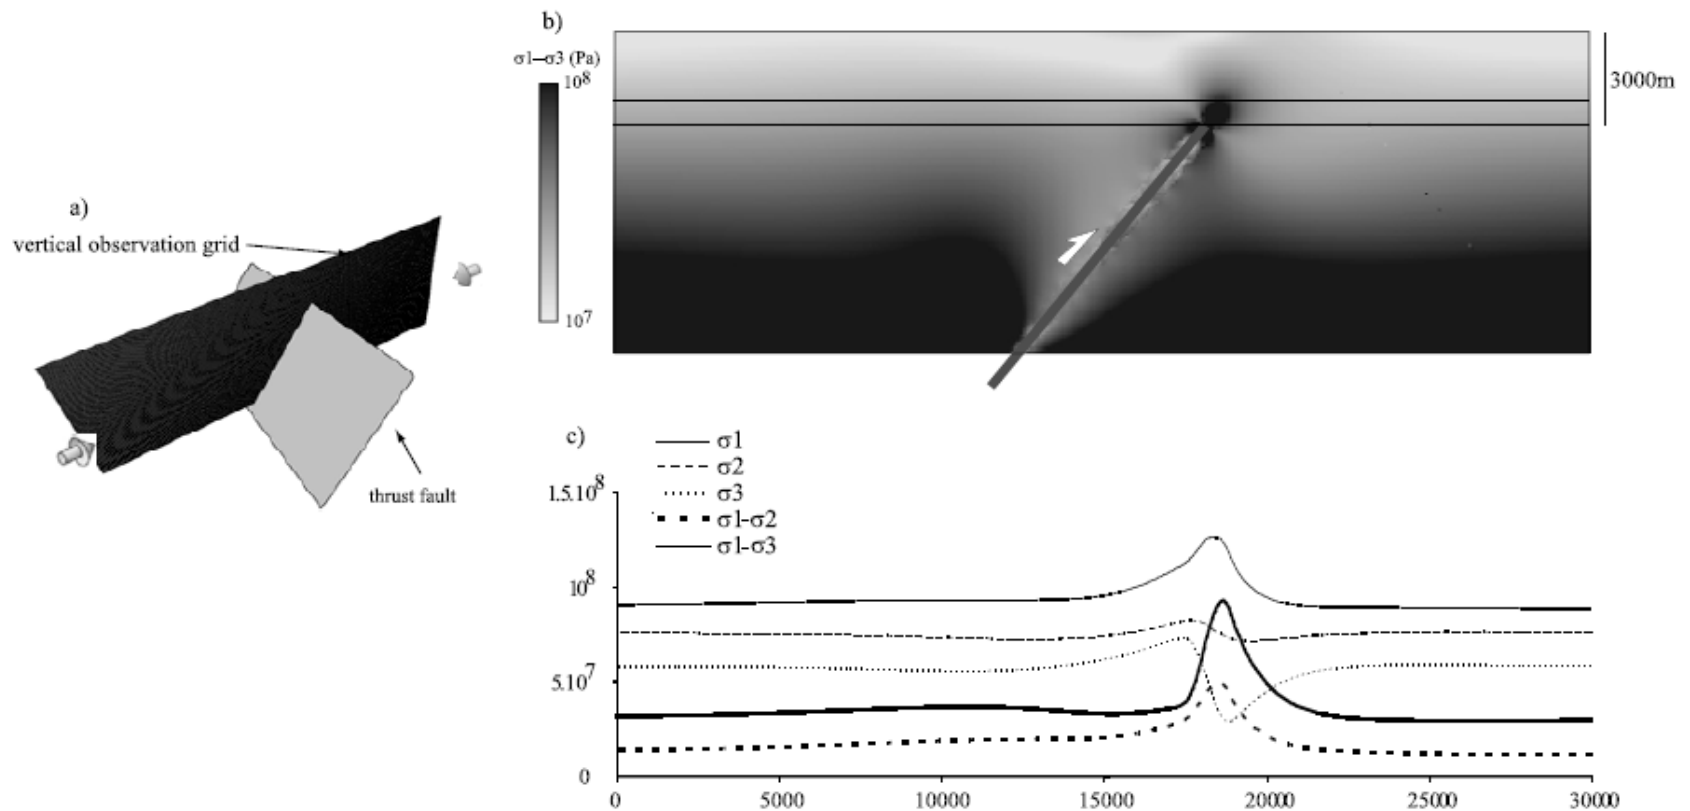 a)
vertical observation grid
thrust fault
b)
σ1–σ3 (Pa)
10⁸
10⁷
3000m
c)
σ1
σ2
σ3
σ1-σ2
σ1-σ3
1.5.10⁸
10⁸
5.10⁷
0
0 5000 10000 15000 20000 25000 30000